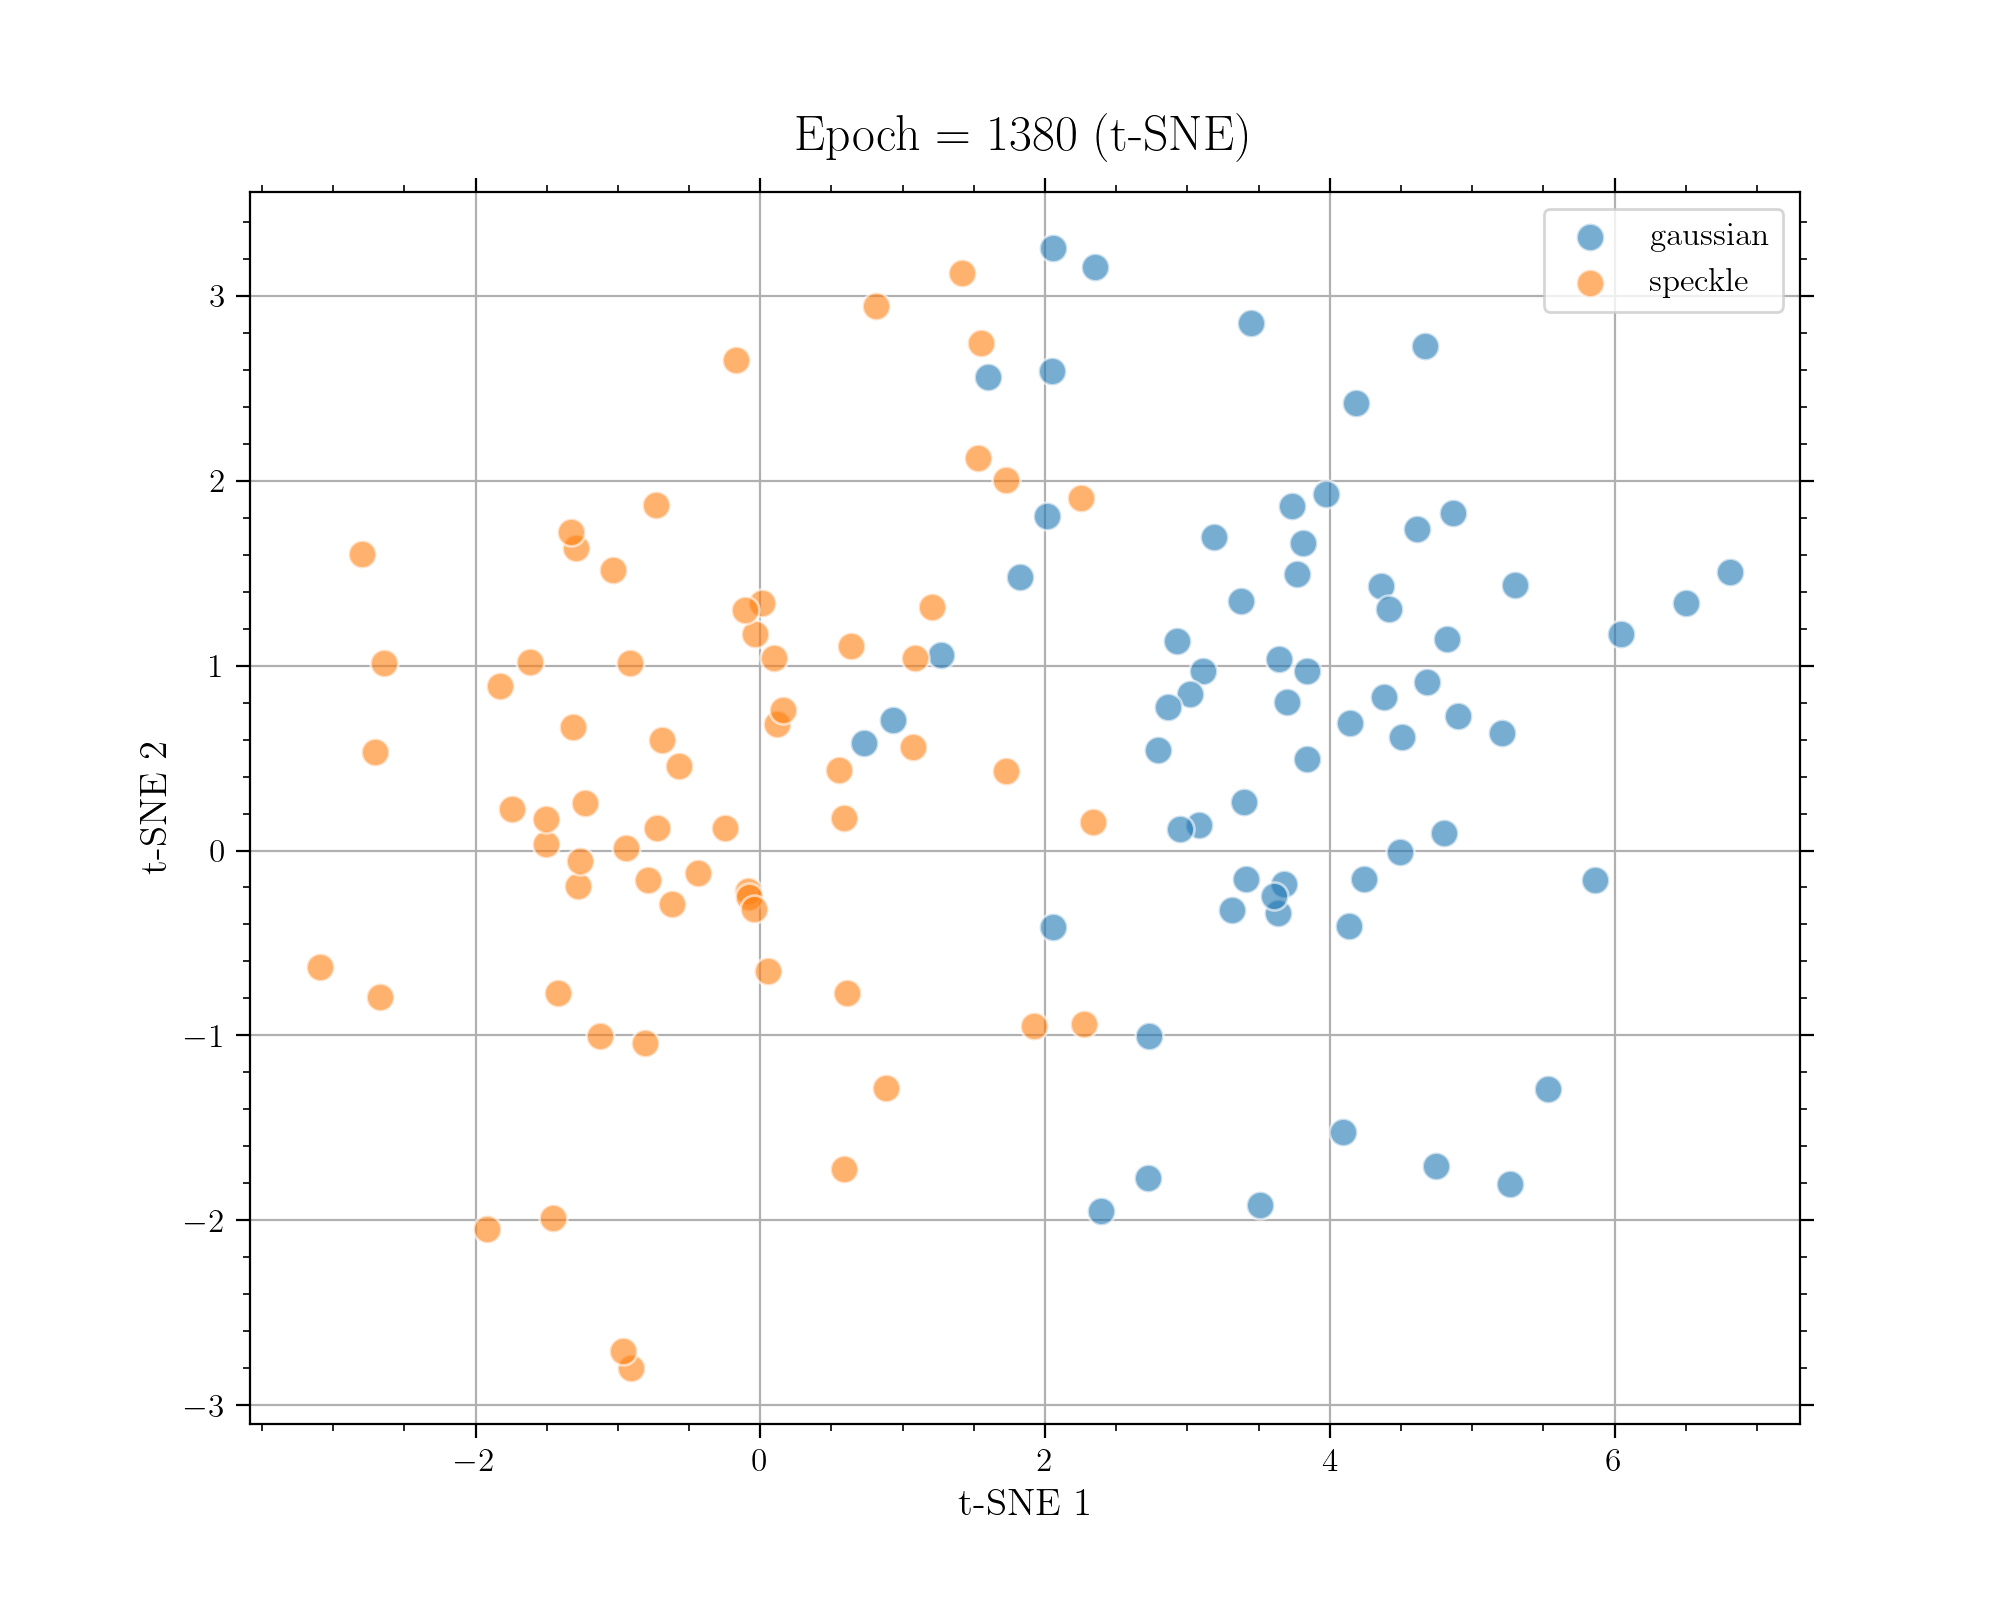 Epoch = 1380 (t-SNE)
gaussian
speckle
3
2
1
0
−1
−2
−3
t-SNE 2
−2
0
2
4
6
t-SNE 1